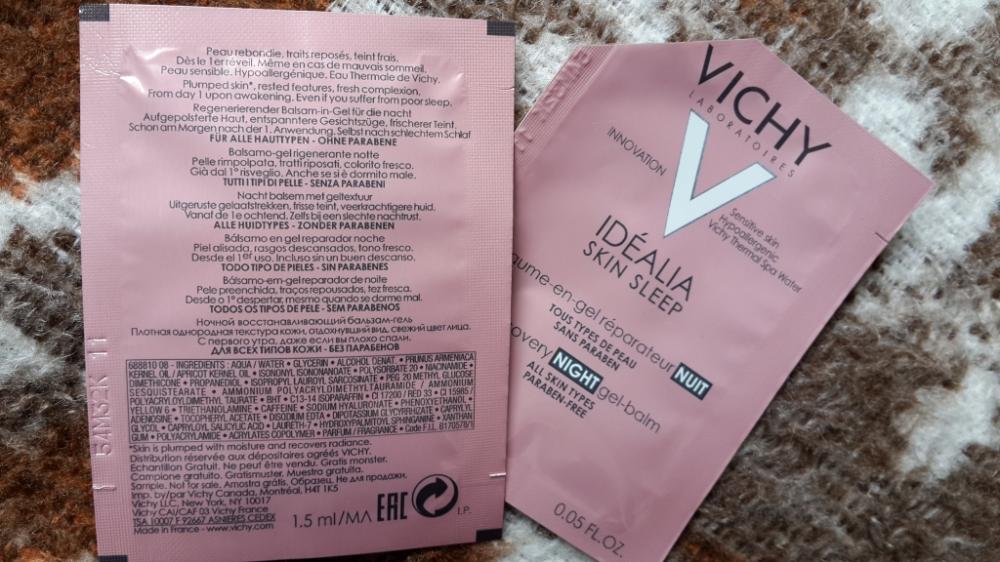 Peau rebondie, traits reposés, teint frais.
Dès le 1er réveil. Même en cas de mauvais sommeil.
Peau sensible. Hypoallergénique. Eau Thermale de Vichy.
Plumped skin*, rested features, fresh complexion.
From day 1 upon awakening. Even if you suffer from poor sleep.
Regenerierender Balsam-in-Gel für die nacht
Aufgepolsterte Haut, entspanntere Gesichtszüge, frischerer Teint.
Schon am Morgen nach der 1. Anwendung. Selbst nach schlechtem Schlaf
FÜR ALLE HAUTTYPEN - OHNE PARABENE
Balsamo-gel rigenerante notte
Pelle rimpolpata, tratti riposati, colorito fresco.
Già dal 1° risveglio. Anche se si è dormito male.
TUTTI I TIPI DI PELLE - SENZA PARABENI
Nacht balsem met geltextuur
Uitgeruste gelaatstrekken, frisse teint, veerkrachtigere huid.
Vanaf de 1e ochtend. Zelfs bij een slechte nachtrust.
ALLE HUIDTYPES - ZONDER PARABENEN
Bálsamo en gel reparador noche
Piel alisada, rasgos descansados, tono fresco.
Desde el 1er uso. Incluso sin un buen descanso.
TODO TIPO DE PIELES - SIN PARABENES
Bálsamo-em-gel reparador de noite
Pele preenchida, traços repousados, tez fresca.
Desde o 1° despertar, mesmo quando se dorme mal.
TODOS OS TIPOS DE PELE - SEM PARABENOS
Ночной восстанавливающий бальзам-гель
Плотная однородная текстура кожи, отдохнувший вид, свежий цвет лица.
С первого утра, даже если вы плохо спали.
ДЛЯ ВСЕХ ТИПОВ КОЖИ - БЕЗ ПАРАБЕНОВ
688810 08 - INGREDIENTS : AQUA / WATER • GLYCERIN • ALCOHOL DENAT. • PRUNUS ARMENIACA
KERNEL OIL / APRICOT KERNEL OIL • ISONONYL ISONONANOATE • POLYSORBATE 20 • NIACINAMIDE •
DIMETHICONE • PROPANEDIOL • ISOPROPYL LAUROYL SARCOSINATE • PEG 20 METHYL GLUCOSE
SESQUISTEARATE • AMMONIUM POLYACRYLDIMETHYLTAURAMIDE / AMMONIUM
POLYACRYLOYLDIMETHYL TAURATE • BHT • C13-14 ISOPARAFFIN • CI 17200 / RED 33 • CI 15985 /
YELLOW 6 • TRIETHANOLAMINE • CAFFEINE • SODIUM HYALURONATE • PHENOXYETHANOL •
ADENOSINE • TOCOPHERYL ACETATE • DISODIUM EDTA • DIPOTASSIUM GLYCYRRHIZATE • CAPRYLYL
GLYCOL • CAPRYLOYL SALICYLIC ACID • LAURETH-7 • HYDROXYPALMITOYL SPHINGANINE • XANTHAN
GUM • POLYACRYLAMIDE • ACRYLATES COPOLYMER • PARFUM / FRAGRANCE • Code F.I.L. B170578/1
*Skin is plumped with moisture and recovers radiance.
Distribution réservée aux dépositaires agréés VICHY.
Echantillon Gratuit. Ne peut être vendu. Gratis monster.
Campione gratuito. Gratismuster. Muestra gratuita.
Sample. Not for sale. Amostra grátis. Образец. Не для продажи.
Imp. by/par Vichy Canada, Montréal, H4T 1K5
Vichy LLC, New York, NY 10017
Vichy CAI/CAF 03 Vichy France
TSA 10007 F 92667 ASNIERES CEDEX
Made in France - www.vichy.com
1.5 ml/МЛ
EAC
I.P.
54M32K 11
VICHY
LABORATOIRES
INNOVATION
V
Sensitive skin
Hypoallergenic
Vichy Thermal Spa Water
IDÉALIA
SKIN SLEEP
aume-en-gel réparateur NUIT
TOUS TYPES DE PEAU
SANS PARABEN
overy NIGHT gel-balm
ALL SKIN TYPES
PARABEN-FREE
0.05 FL.OZ.